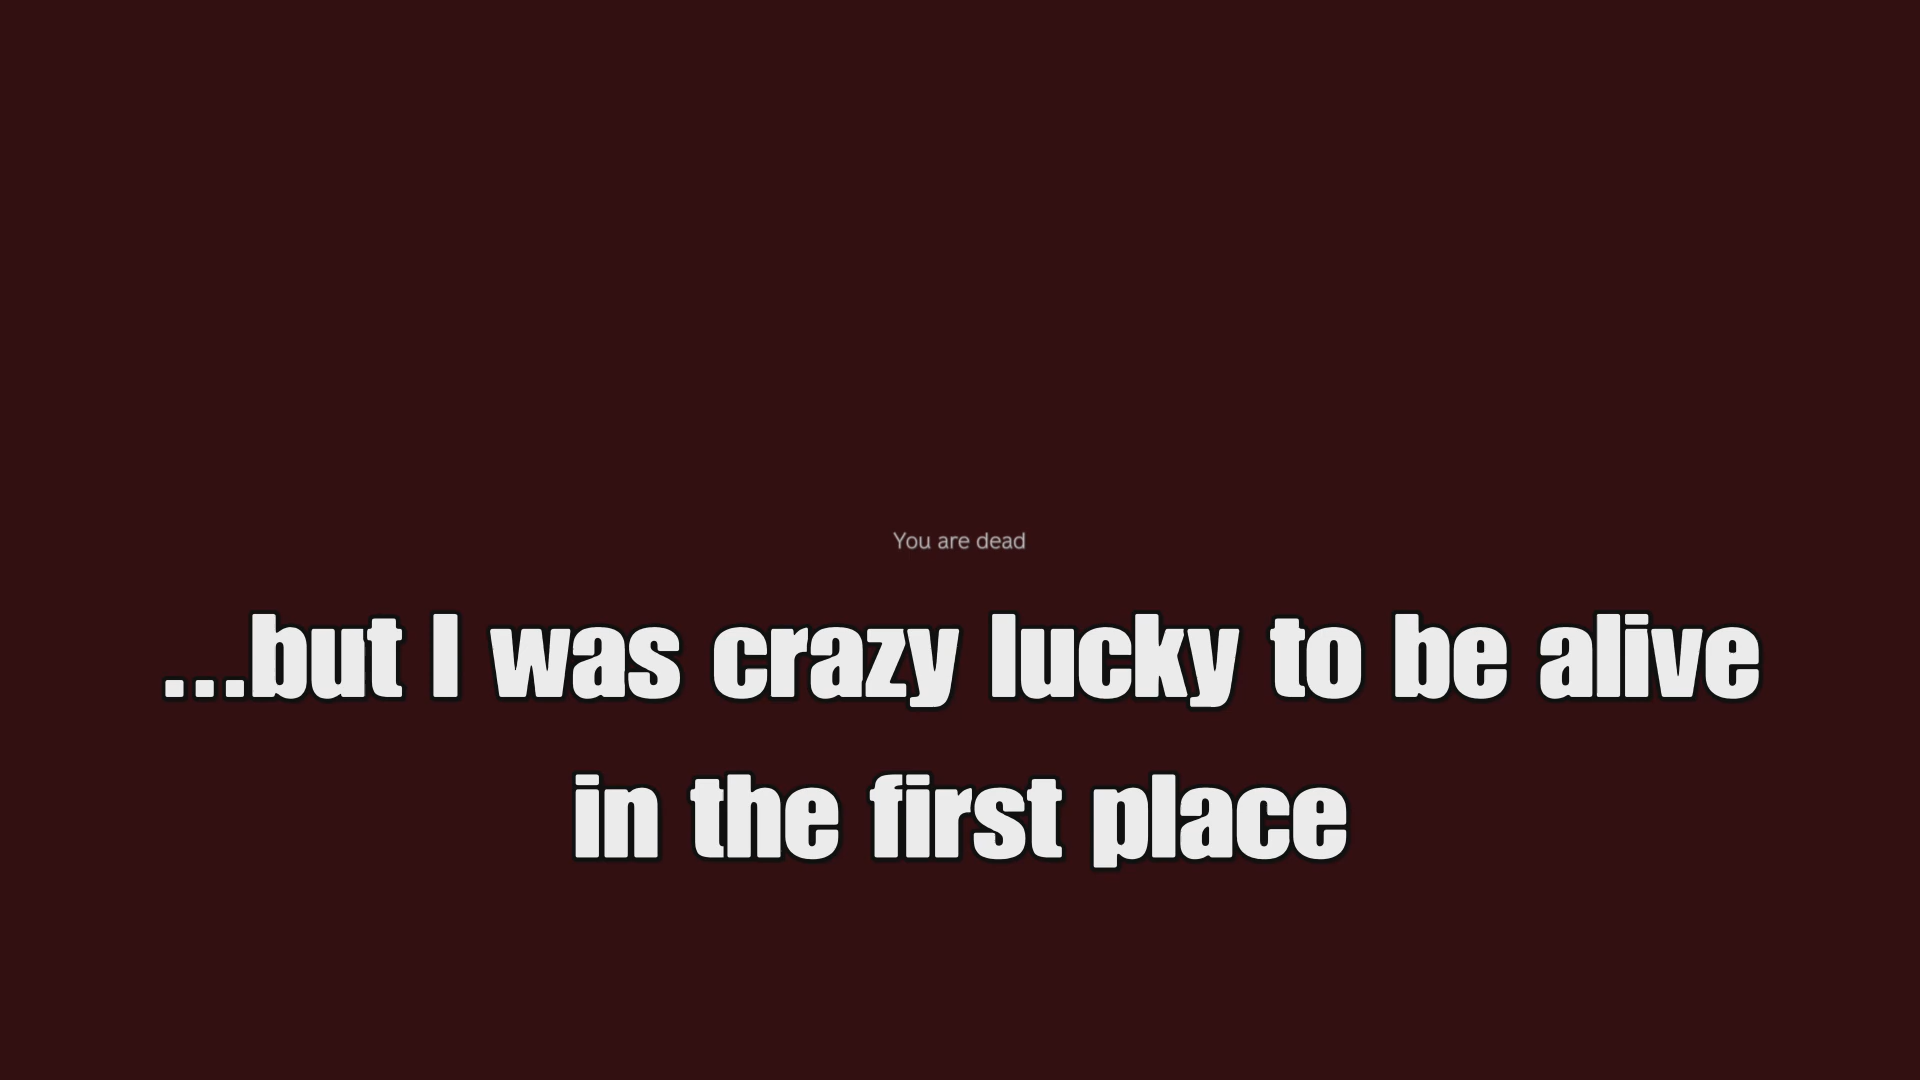 You are dead
...but I was crazy lucky to be alive
in the first place